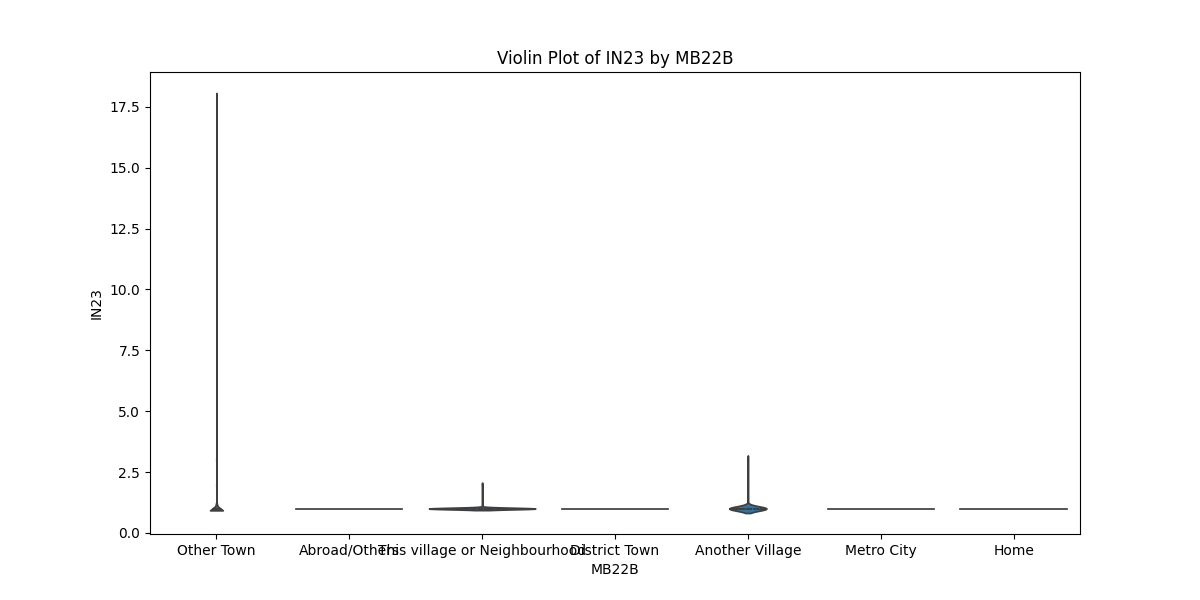 Violin Plot of IN23 by MB22B
IN23
17.5
15.0
12.5
10.0
7.5
5.0
2.5
0.0
Other Town Abroad/Others This village or Neighbourhood District Town Another Village Metro City Home
MB22B